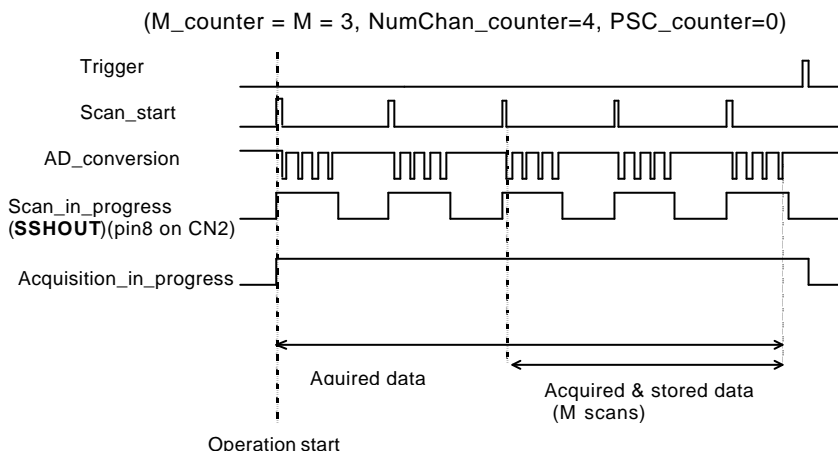 (M_counter = M = 3, NumChan_counter=4, PSC_counter=0)
Trigger
Scan_start
AD_conversion
Scan_in_progress
(SSHOUT)(pin8 on CN2)
Acquisition_in_progress
Aquired data
Acquired & stored data
(M scans)
Operation start